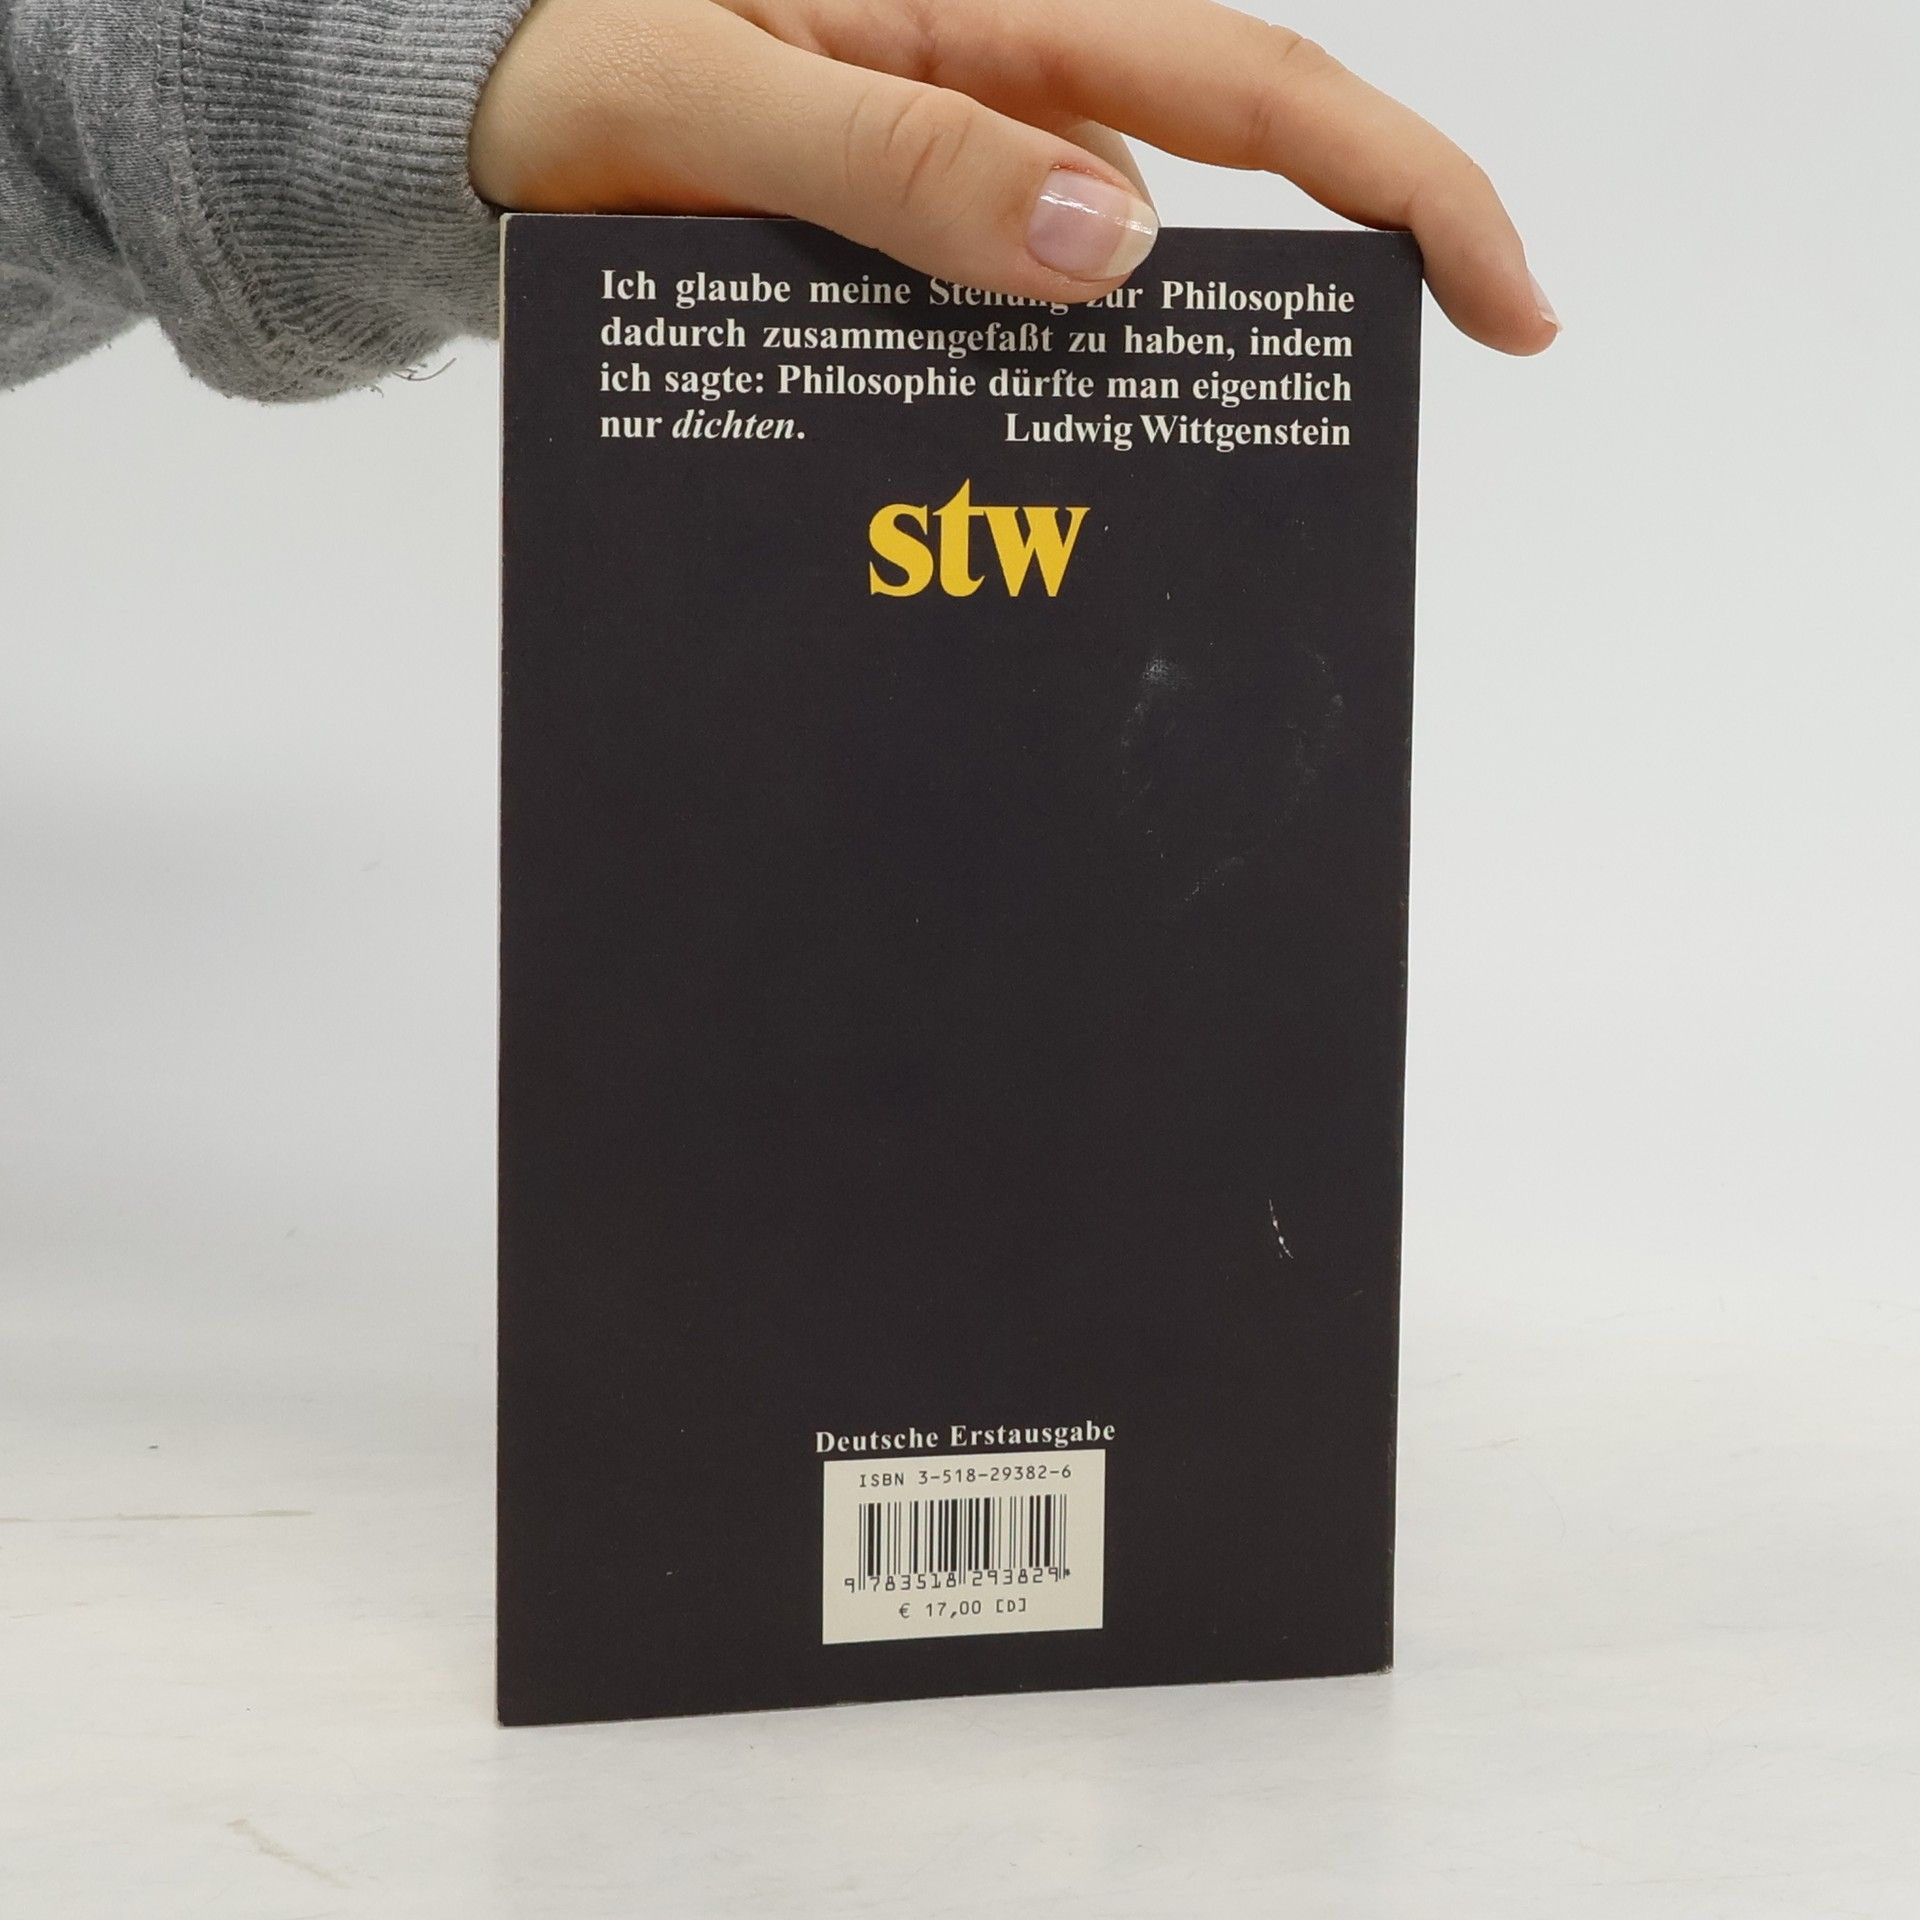 Ich glaube meine Stellung zur Philosophie
dadurch zusammengefaßt zu haben, indem
ich sagte: Philosophie dürfte man eigentlich
nur dichten. Ludwig Wittgenstein
stw
Deutsche Erstausgabe
ISBN 3-518-29382-6
9 783518 293829
€ 17,00 [D]